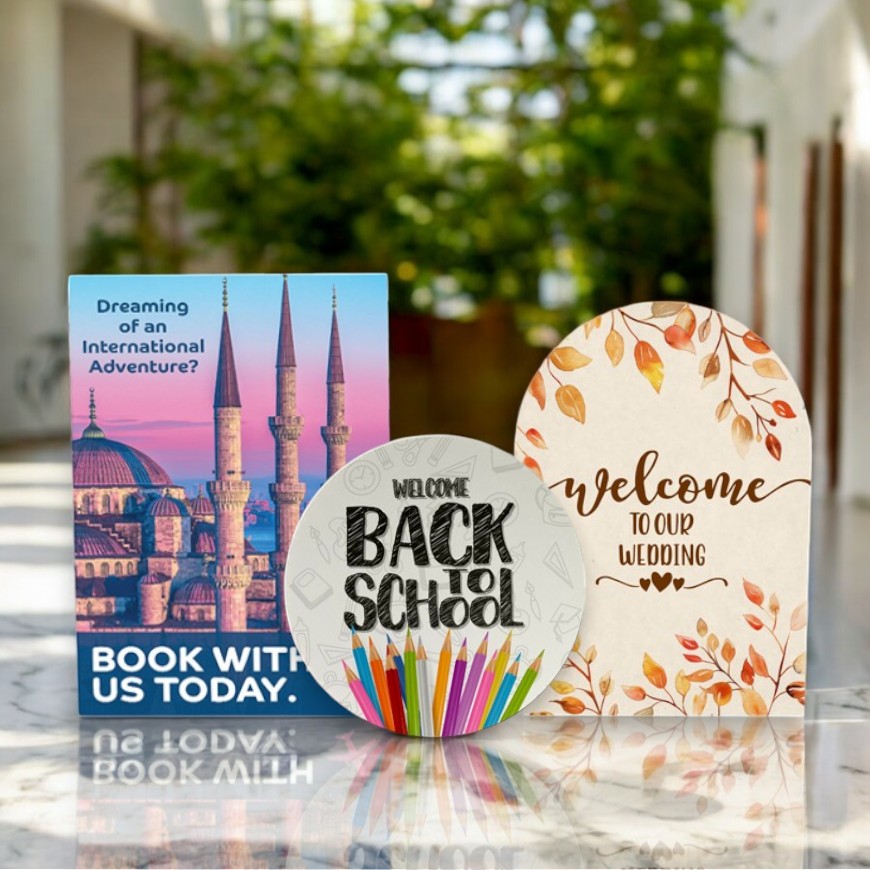 Dreaming
of an
International
Adventure?
BOOK WITH
US TODAY.
WELCOME
BACK
TO
SCHOOL
welcome
TO OUR
WEDDING